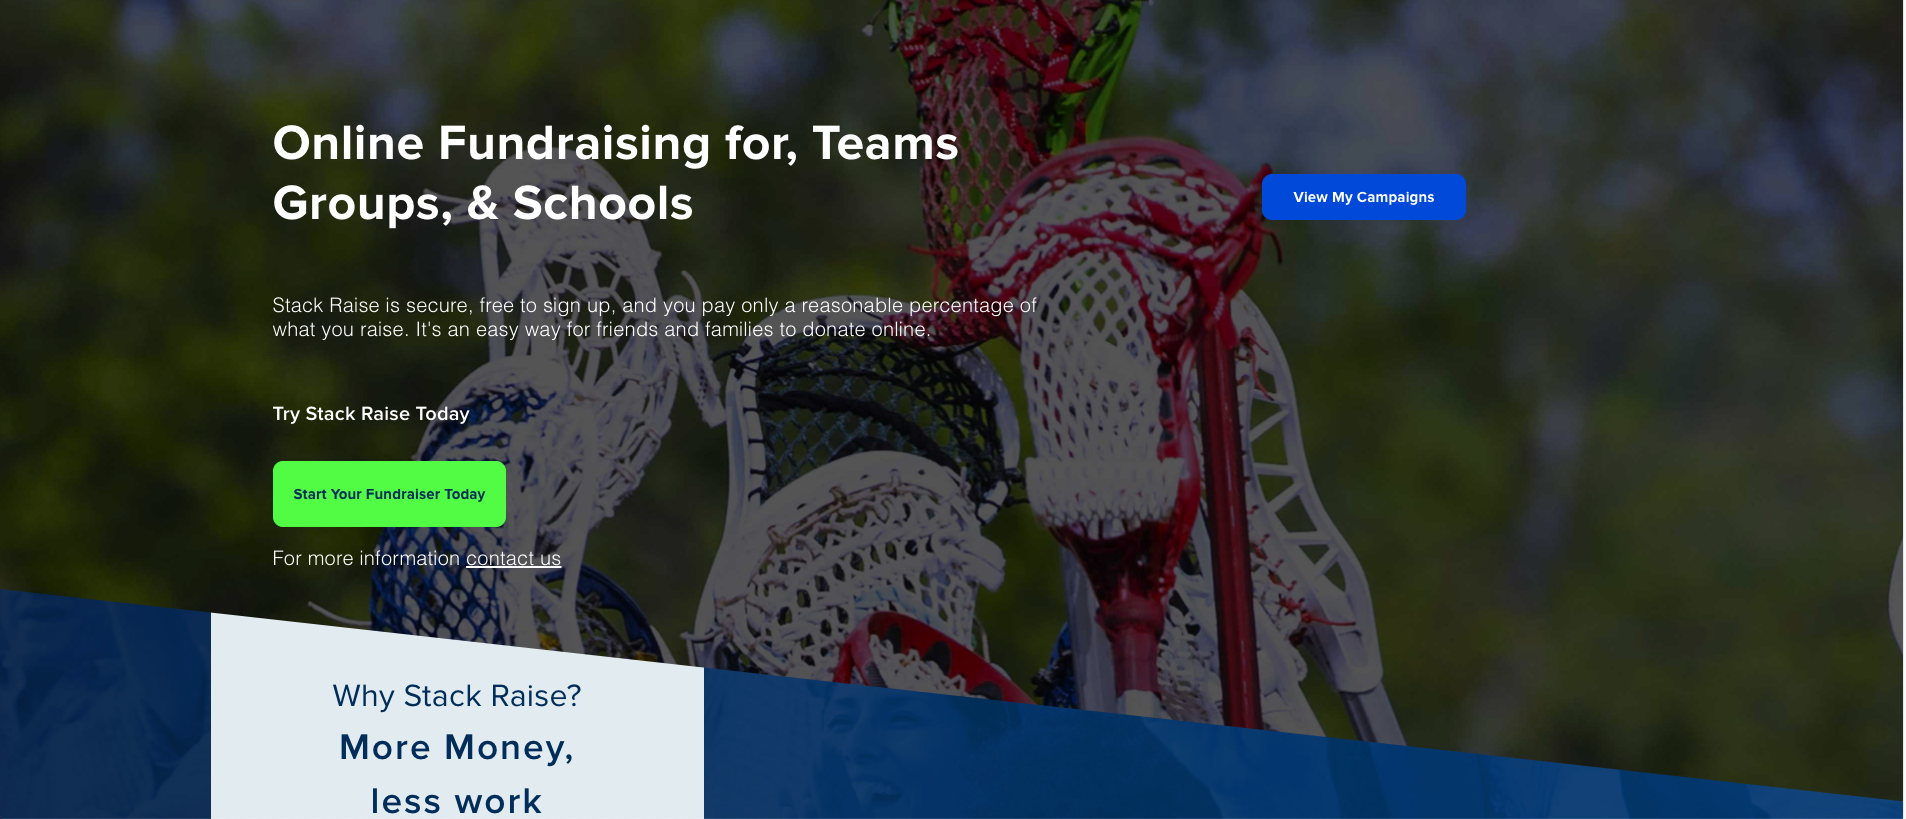 Online Fundraising for, Teams
Groups, & Schools
View My Campaigns
Stack Raise is secure, free to sign up, and you pay only a reasonable percentage of
what you raise. It's an easy way for friends and families to donate online.
Try Stack Raise Today
Start Your Fundraiser Today
For more information contact us
Why Stack Raise?
More Money,
less work